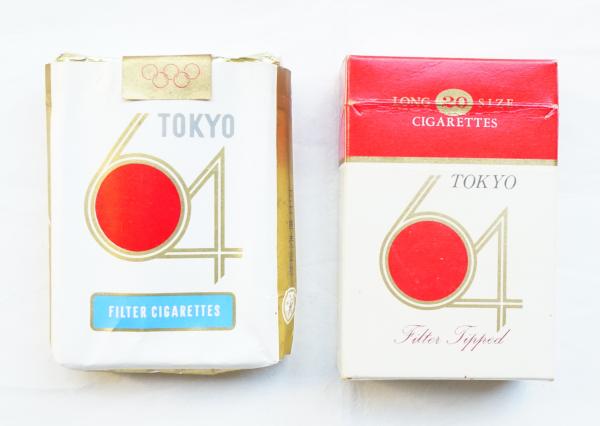 TOKYO
64
FILTER CIGARETTES
LONG 20 SIZE
CIGARETTES
TOKYO
64
Filter Tipped